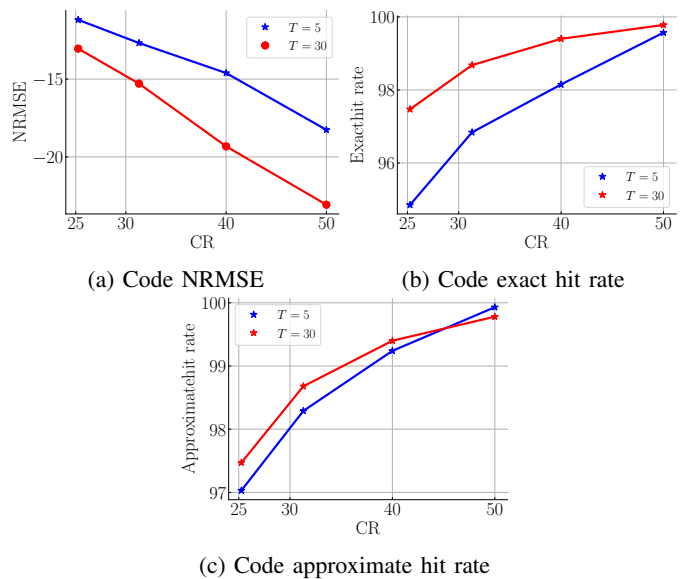 NRMSE
−15
−20
T = 5
T = 30
25 30 40 50
CR
(a) Code NRMSE
Exacthit rate
100
98
96
T = 5
T = 30
25 30 40 50
CR
(b) Code exact hit rate
Approximatehit rate
100
99
98
97
T = 5
T = 30
25 30 40 50
CR
(c) Code approximate hit rate